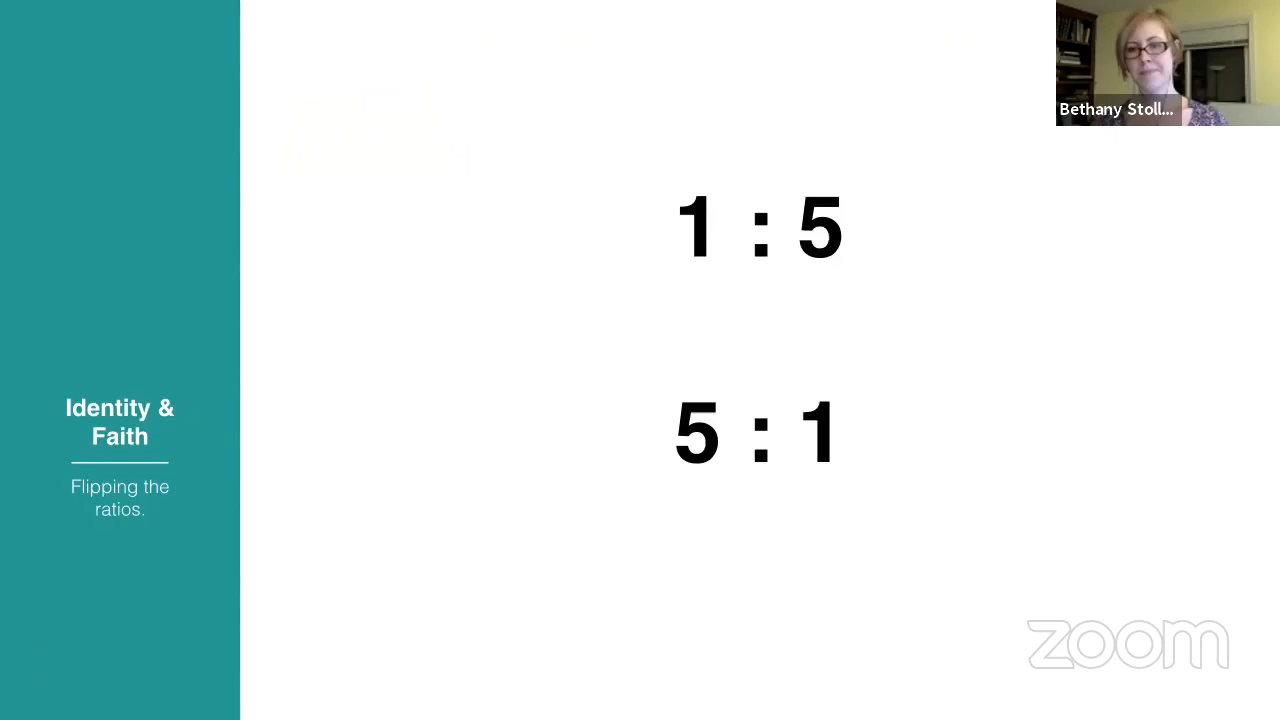 Bethany Stoll...
1 : 5
5 : 1
Identity &
Faith
Flipping the
ratios.
zoom